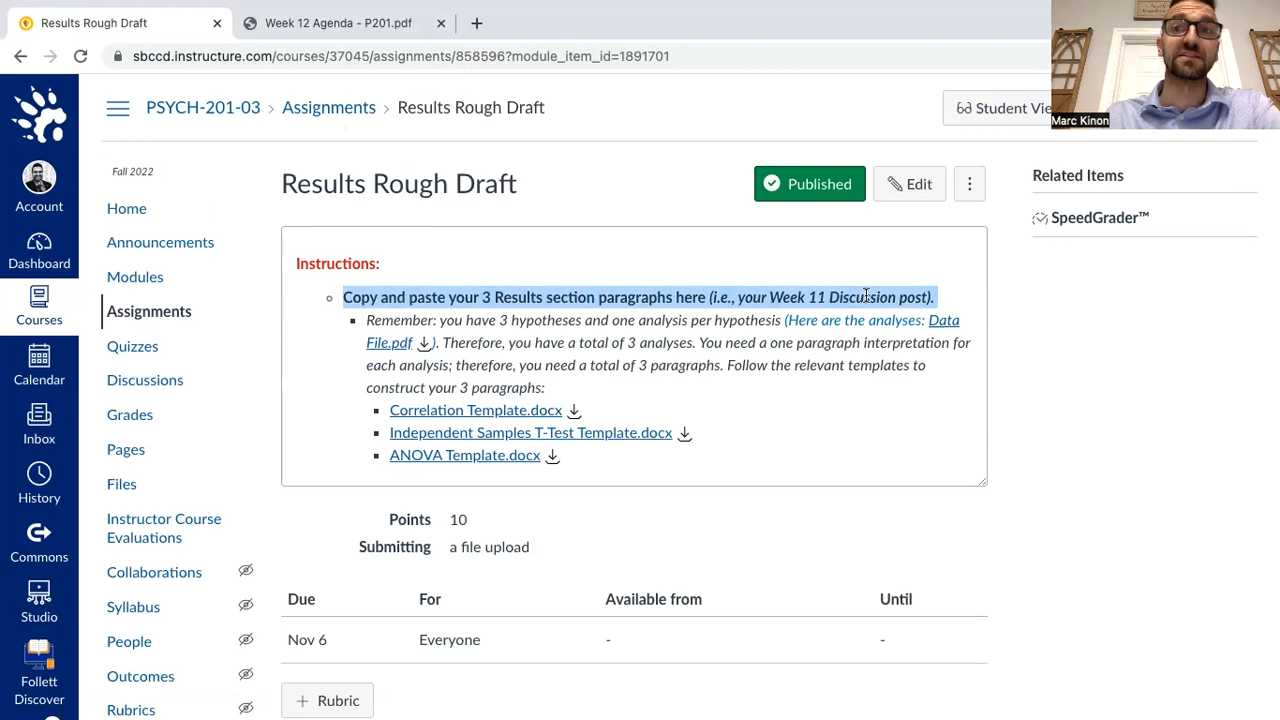 Results Rough Draft
Week 12 Agenda - P201.pdf
sbccd.instructure.com/courses/37045/assignments/858596?module_item_id=1891701
Marc Kinon
PSYCH-201-03 > Assignments > Results Rough Draft
Student Vie
Account
Dashboard
Courses
Calendar
Inbox
History
Commons
Studio
Follett
Discover
Fall 2022
Home
Announcements
Modules
Assignments
Quizzes
Discussions
Grades
Pages
Files
Instructor Course
Evaluations
Collaborations
Syllabus
People
Outcomes
Rubrics
Results Rough Draft
Published
Edit
Instructions:
Copy and paste your 3 Results section paragraphs here (i.e., your Week 11 Discussion post).
Remember: you have 3 hypotheses and one analysis per hypothesis (Here are the analyses: Data
File.pdf ). Therefore, you have a total of 3 analyses. You need a one paragraph interpretation for
each analysis; therefore, you need a total of 3 paragraphs. Follow the relevant templates to
construct your 3 paragraphs:
Correlation Template.docx
Independent Samples T-Test Template.docx
ANOVA Template.docx
Points 10
Submitting a file upload
Due For Available from Until
Nov 6 Everyone - -
+ Rubric
Related Items
SpeedGrader™